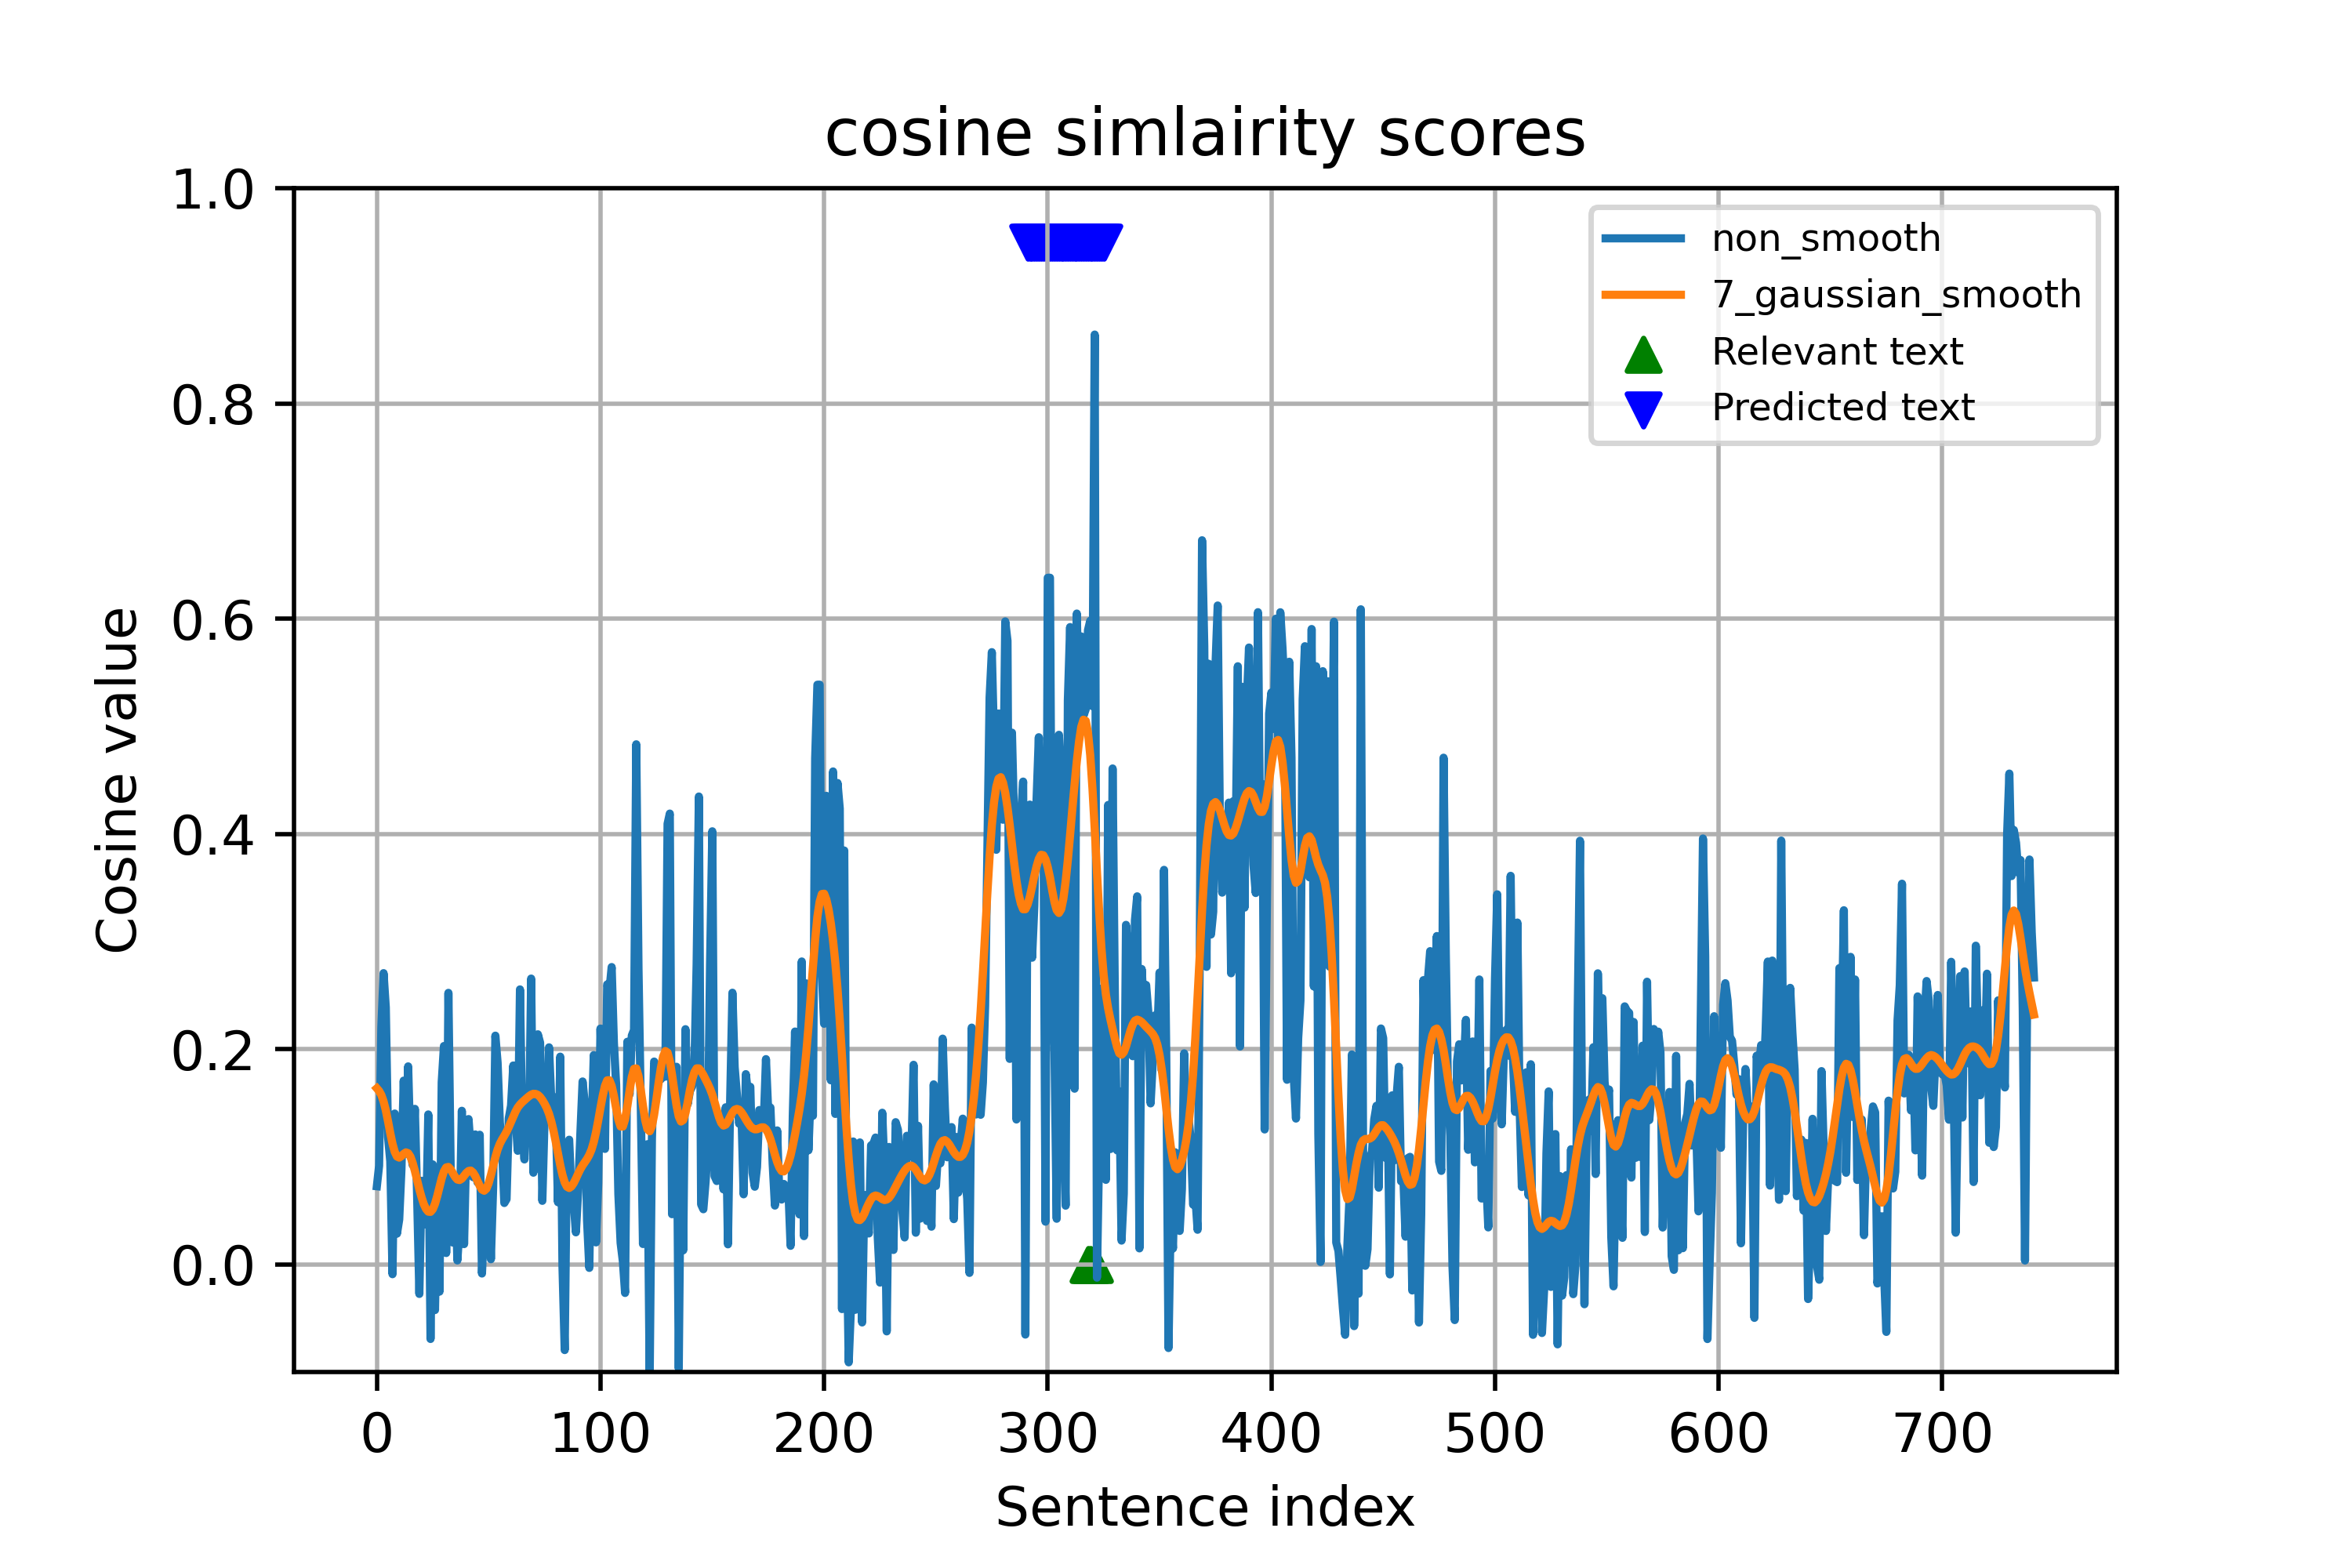 cosine simlairity scores
1.0
0.8
0.6
0.4
0.2
0.0
Cosine value
non_smooth
7_gaussian_smooth
Relevant text
Predicted text
0 100 200 300 400 500 600 700
Sentence index